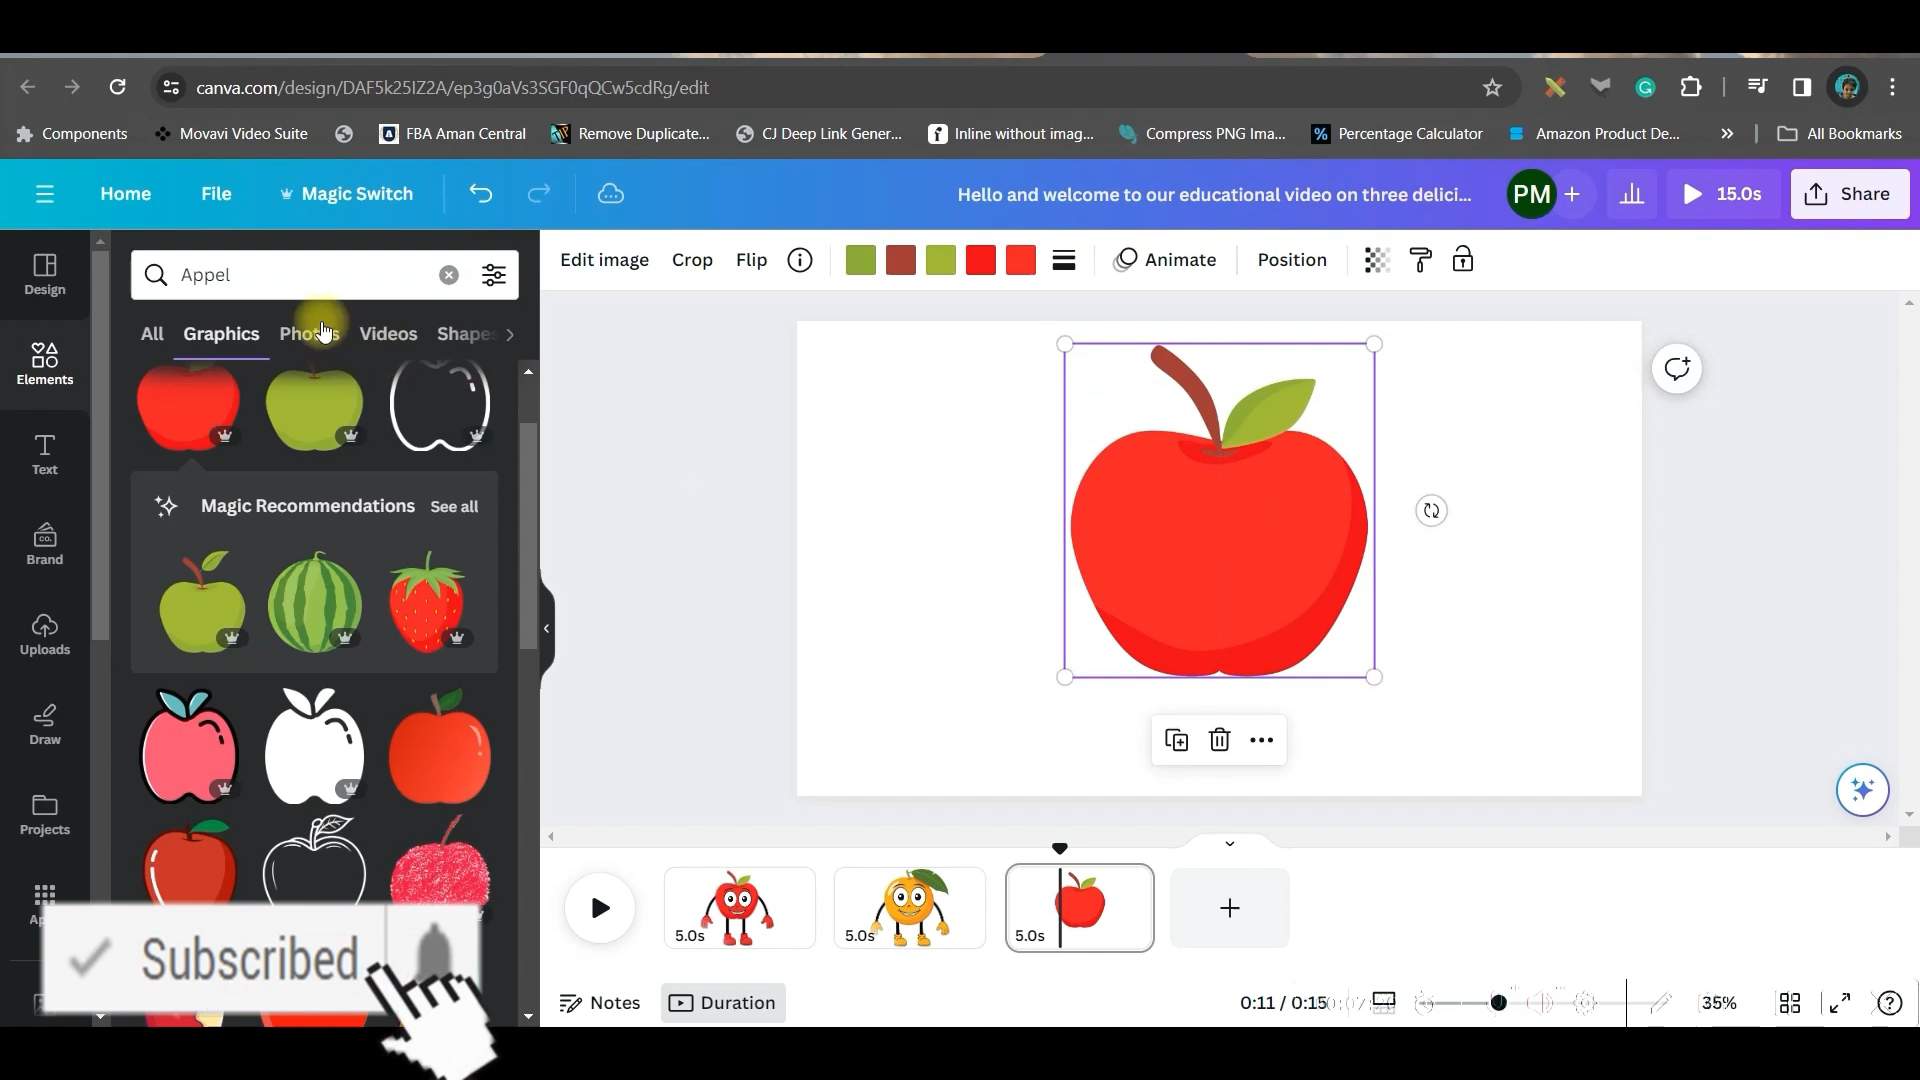 canva.com/design/DAF5k25IZ2A/ep3g0aVs3SGF0qQCw5cdRg/edit
Components
Movavi Video Suite
FBA Aman Central
Remove Duplicate...
CJ Deep Link Gener...
Inline without imag...
Compress PNG Ima...
Percentage Calculator
Amazon Product De...
All Bookmarks
Home
File
Magic Switch
Hello and welcome to our educational video on three delici...
PM
15.0s
Share
Design
Elements
Text
Brand
Uploads
Draw
Projects
Appel
All
Graphics
Photos
Videos
Shapes
Magic Recommendations
See all
Edit image
Crop
Flip
Animate
Position
5.0s
5.0s
5.0s
Notes
Duration
0:11 / 0:15
35%
Subscribed